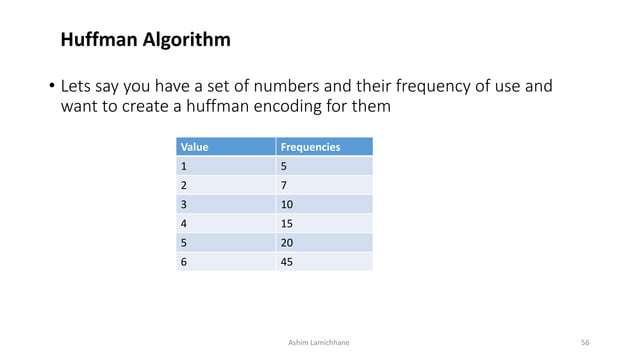 Huffman Algorithm
• Lets say you have a set of numbers and their frequency of use and
want to create a huffman encoding for them
Value Frequencies
1 5
2 7
3 10
4 15
5 20
6 45
Ashim Lamichhane 56